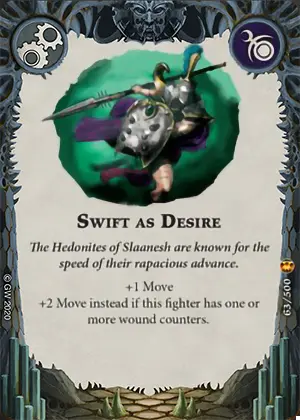 Swift as Desire
The Hedonites of Slaanesh are known for the
speed of their rapacious advance.
+1 Move
+2 Move instead if this fighter has one or
more wound counters.
© GW 2020
63/500